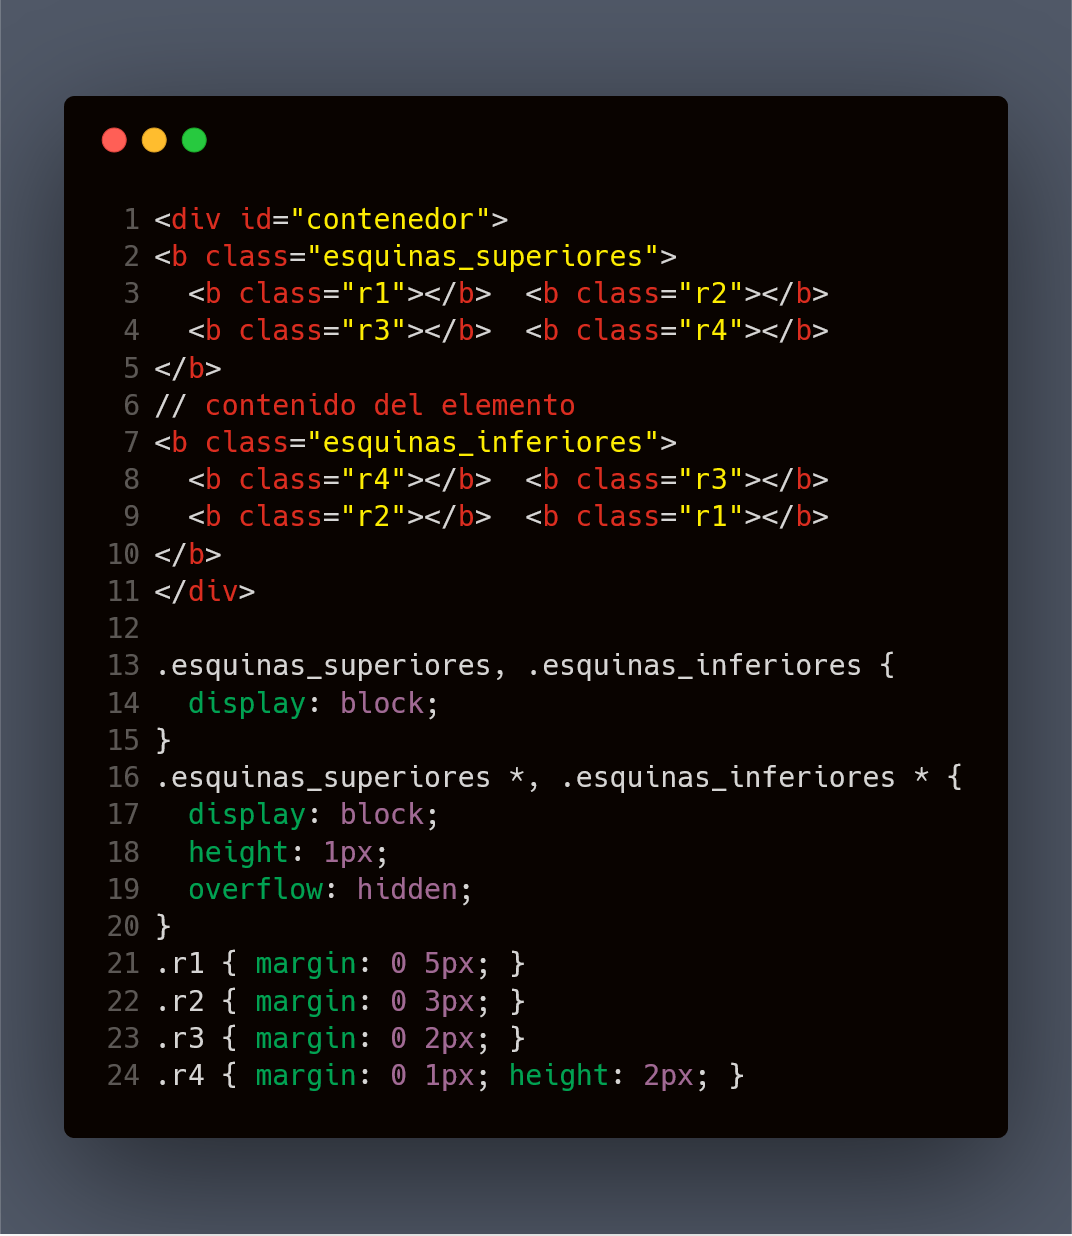 1 <div id="contenedor">
2 <b class="esquinas_superiores">
3   <b class="r1"></b>  <b class="r2"></b>
4   <b class="r3"></b>  <b class="r4"></b>
5 </b>
6 // contenido del elemento
7 <b class="esquinas_inferiores">
8   <b class="r4"></b>  <b class="r3"></b>
9   <b class="r2"></b>  <b class="r1"></b>
10 </b>
11 </div>
12
13 .esquinas_superiores, .esquinas_inferiores {
14   display: block;
15 }
16 .esquinas_superiores *, .esquinas_inferiores * {
17   display: block;
18   height: 1px;
19   overflow: hidden;
20 }
21 .r1 { margin: 0 5px; }
22 .r2 { margin: 0 3px; }
23 .r3 { margin: 0 2px; }
24 .r4 { margin: 0 1px; height: 2px; }